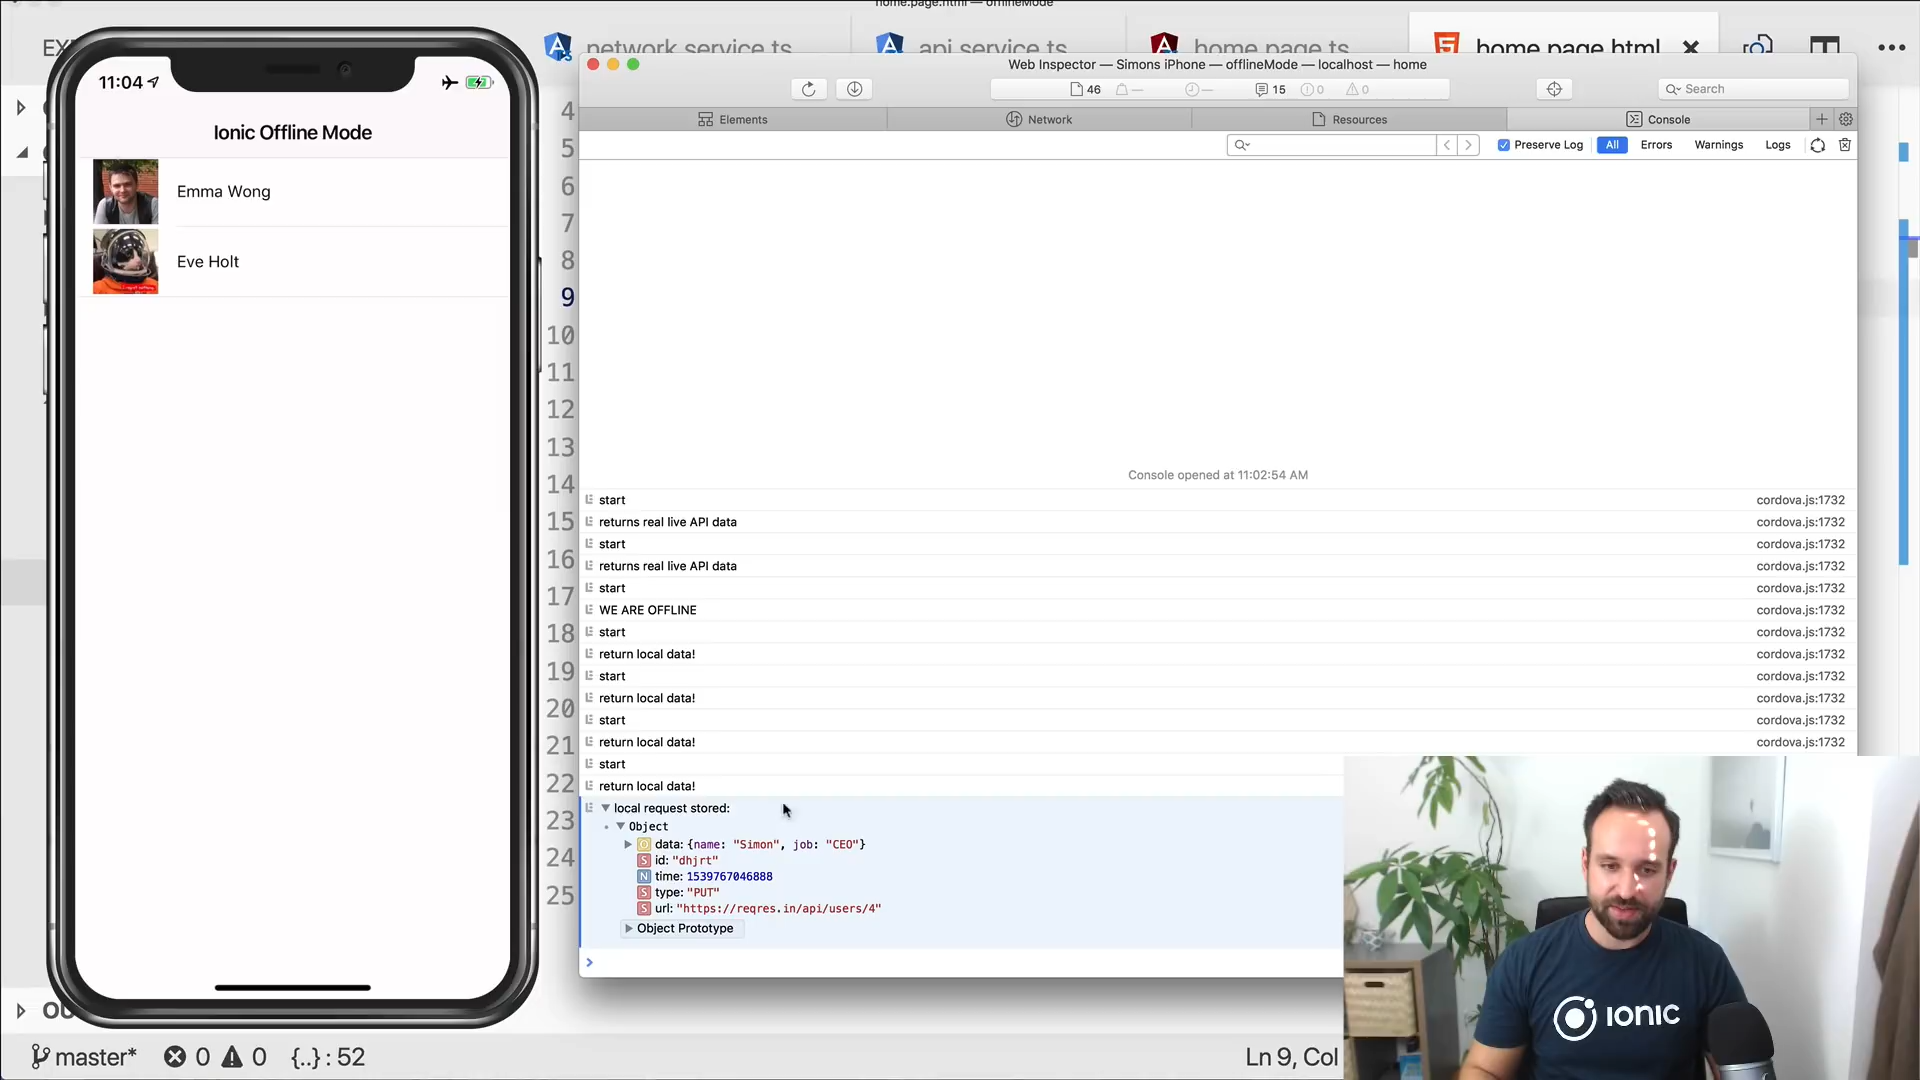 home.page.html — offlineMode
network.service.ts
api.service.ts
home.page.ts
home.page.html
11:04
Ionic Offline Mode
Emma Wong
Eve Holt
4
5
6
7
8
9
10
11
12
13
14
15
16
17
18
19
20
21
22
23
24
25
Web Inspector — Simons iPhone — offlineMode — localhost — home
46 — — 15 0 0
Search
Elements
Network
Resources
Console
Preserve Log
All
Errors
Warnings
Logs
Console opened at 11:02:54 AM
start cordova.js:1732
returns real live API data cordova.js:1732
start cordova.js:1732
returns real live API data cordova.js:1732
start cordova.js:1732
WE ARE OFFLINE cordova.js:1732
start cordova.js:1732
return local data! cordova.js:1732
start cordova.js:1732
return local data! cordova.js:1732
start cordova.js:1732
return local data! cordova.js:1732
start
return local data!
local request stored:
Object
data: {name: "Simon", job: "CEO"}
id: "dhjrt"
time: 1539767046888
type: "PUT"
url: "https://reqres.in/api/users/4"
Object Prototype
>
IONIC
master* 0 0 {..} : 52
Ln 9, Col